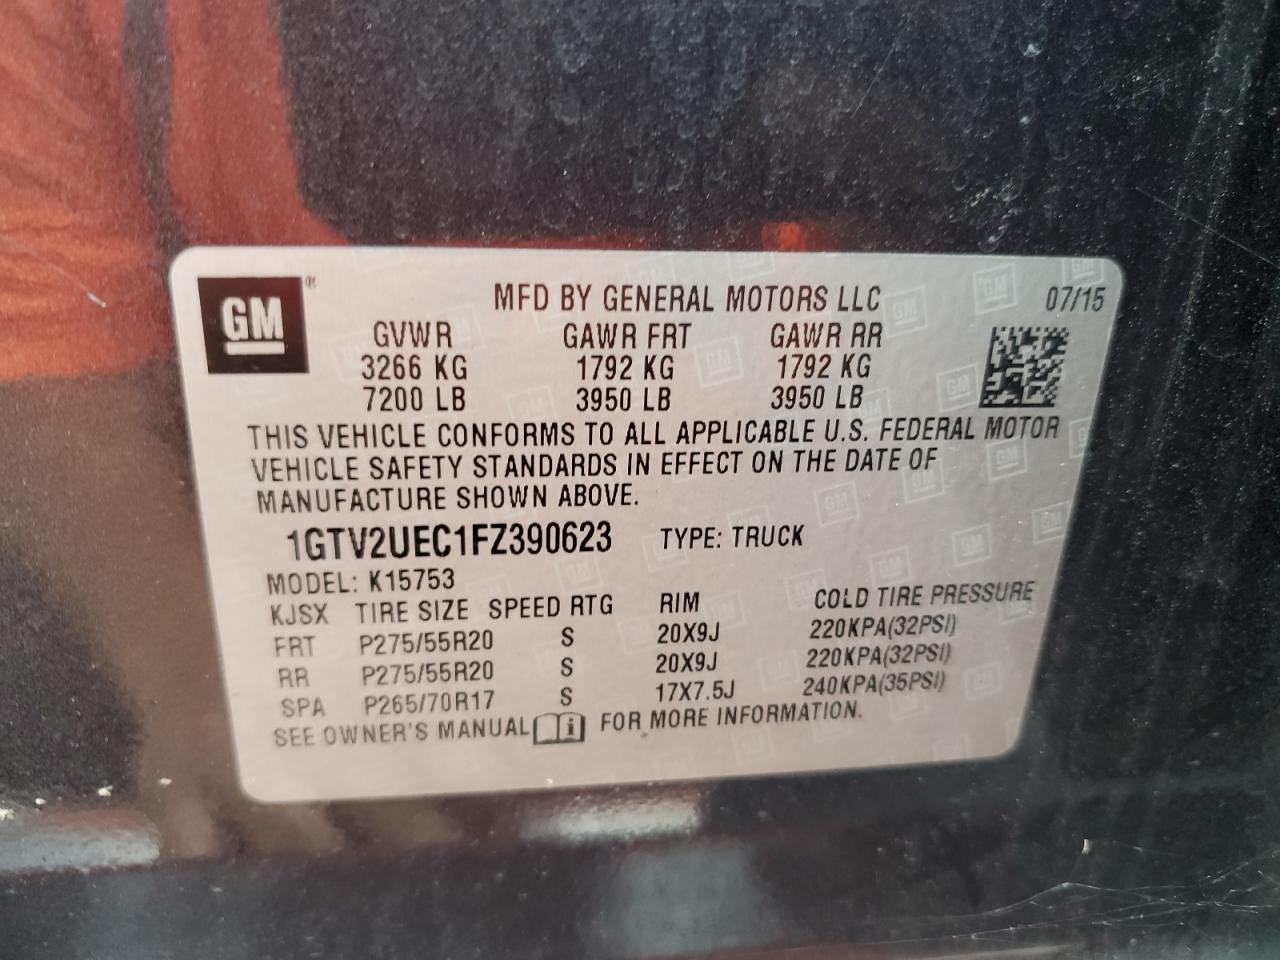 GM®
MFD BY GENERAL MOTORS LLC 07/15
GVWR GAWR FRT GAWR RR
3266 KG 1792 KG 1792 KG
7200 LB 3950 LB 3950 LB
THIS VEHICLE CONFORMS TO ALL APPLICABLE U.S. FEDERAL MOTOR
VEHICLE SAFETY STANDARDS IN EFFECT ON THE DATE OF
MANUFACTURE SHOWN ABOVE.
1GTV2UEC1FZ390623 TYPE: TRUCK
MODEL: K15753
KJSX TIRE SIZE SPEED RTG RIM COLD TIRE PRESSURE
FRT P275/55R20 S 20X9J 220KPA(32PSI)
RR P275/55R20 S 20X9J 220KPA(32PSI)
SPA P265/70R17 S 17X7.5J 240KPA(35PSI)
SEE OWNER'S MANUAL i FOR MORE INFORMATION.